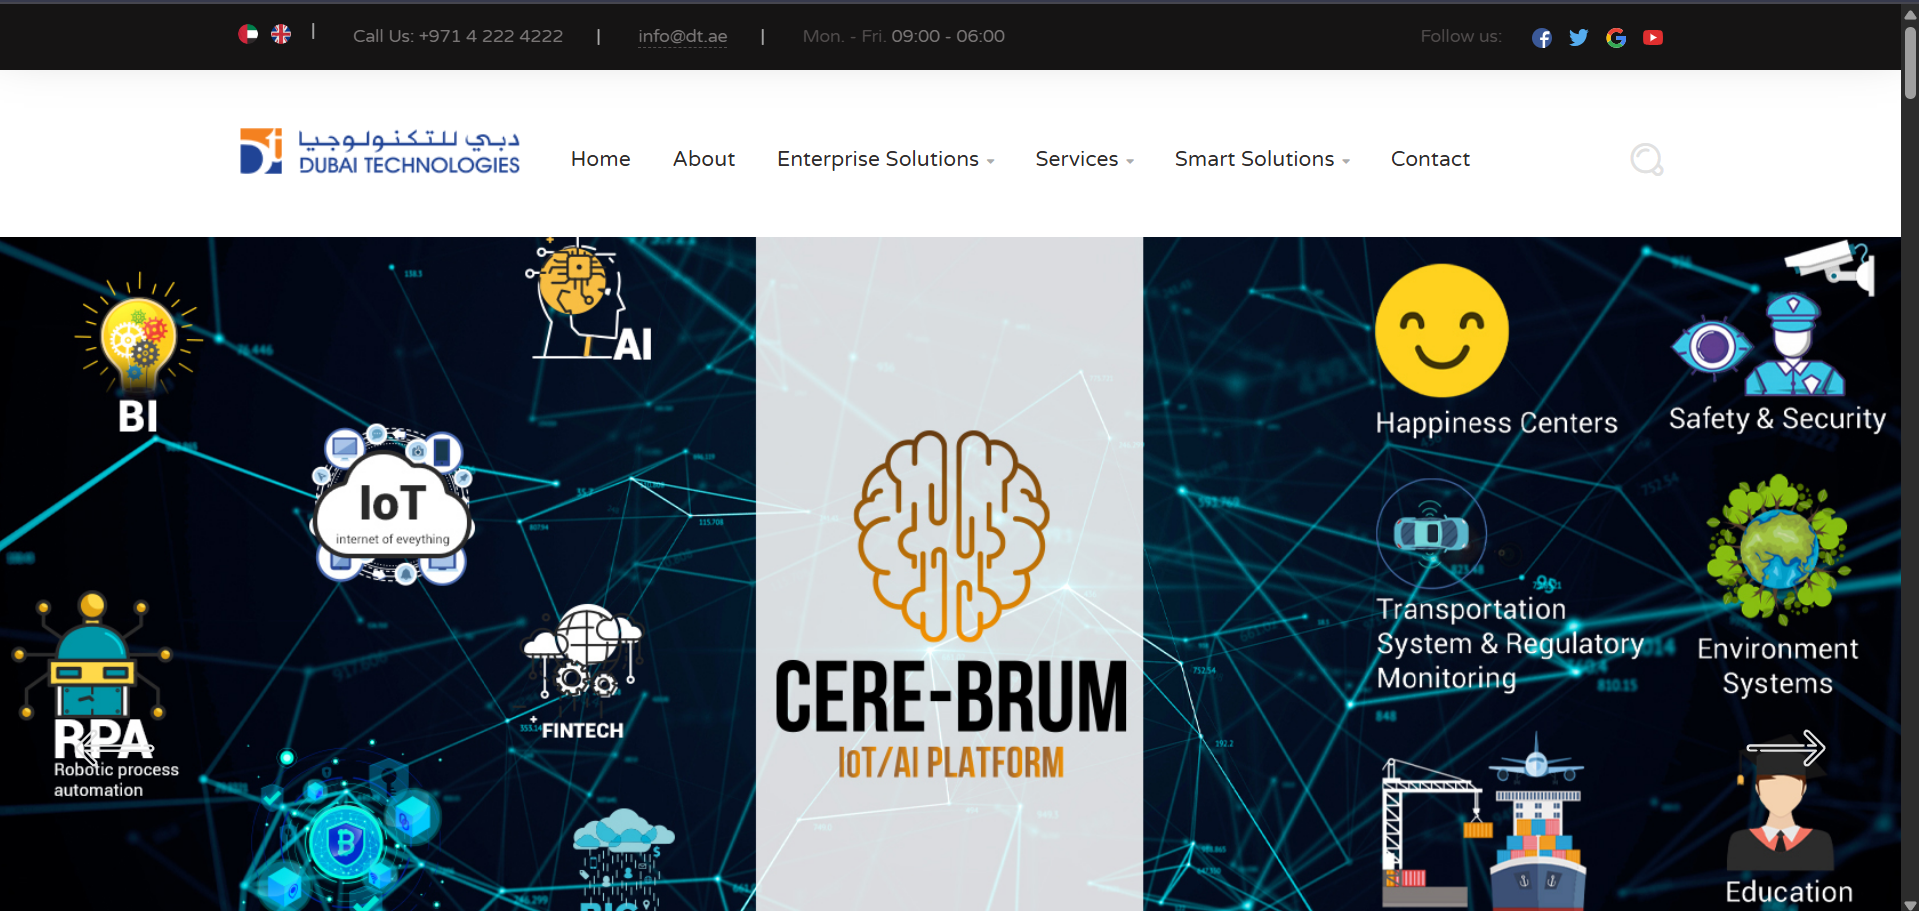 Call Us: +971 4 222 4222 | info@dt.ae | Mon. - Fri. 09:00 - 06:00
Follow us:
دبي للتكنولوجيا
DUBAI TECHNOLOGIES
Home About Enterprise Solutions Services Smart Solutions Contact
BI
AI
IoT
internet of eveything
RPA
Robotic process
automation
FINTECH
BIG
CERE-BRUM
IoT/AI PLATFORM
Happiness Centers
Safety & Security
Transportation
System & Regulatory
Monitoring
Environment
Systems
Education